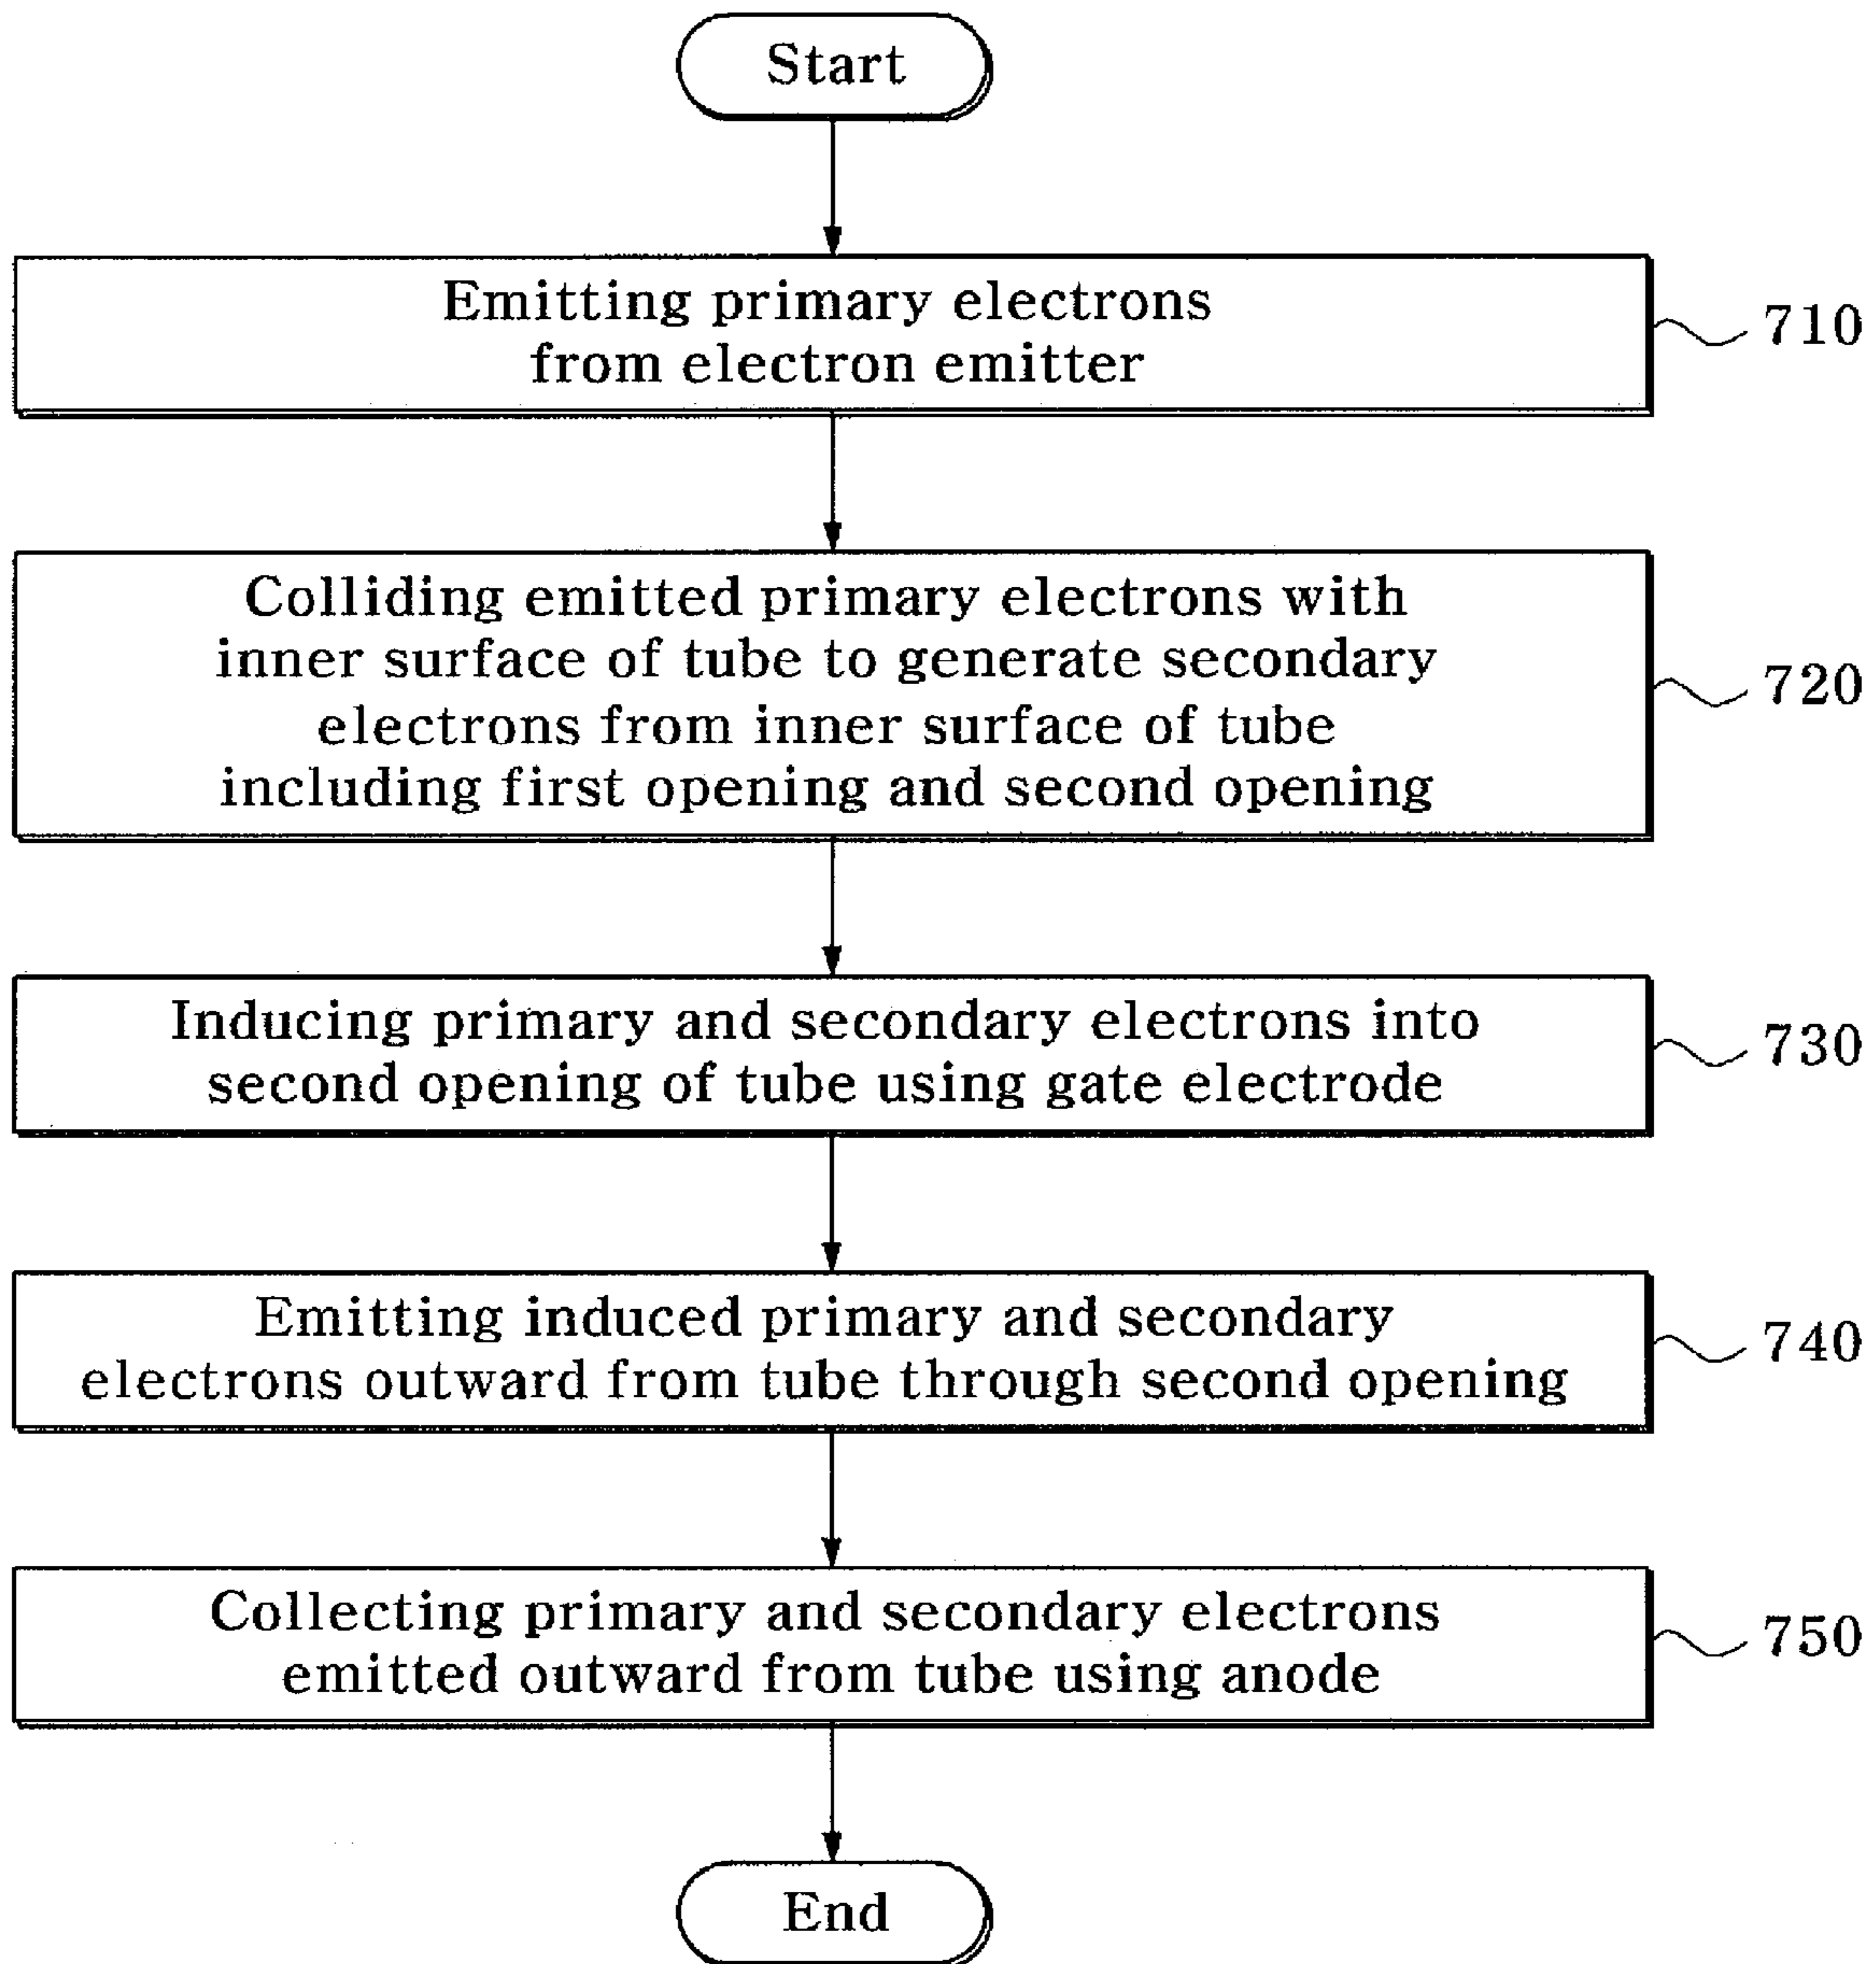 Start
Emitting primary electrons
from electron emitter
710
Colliding emitted primary electrons with
inner surface of tube to generate secondary
electrons from inner surface of tube
including first opening and second opening
720
Inducing primary and secondary electrons into
second opening of tube using gate electrode
730
Emitting induced primary and secondary
electrons outward from tube through second opening
740
Collecting primary and secondary electrons
emitted outward from tube using anode
750
End